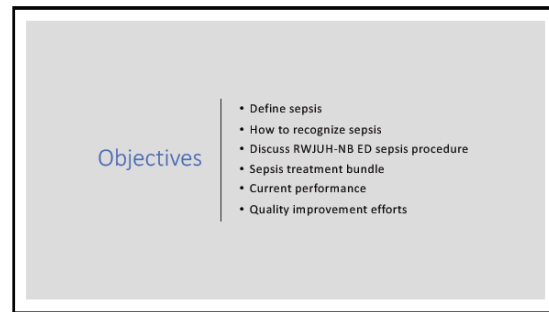 Objectives
• Define sepsis
• How to recognize sepsis
• Discuss RWJUH-NB ED sepsis procedure
• Sepsis treatment bundle
• Current performance
• Quality improvement efforts